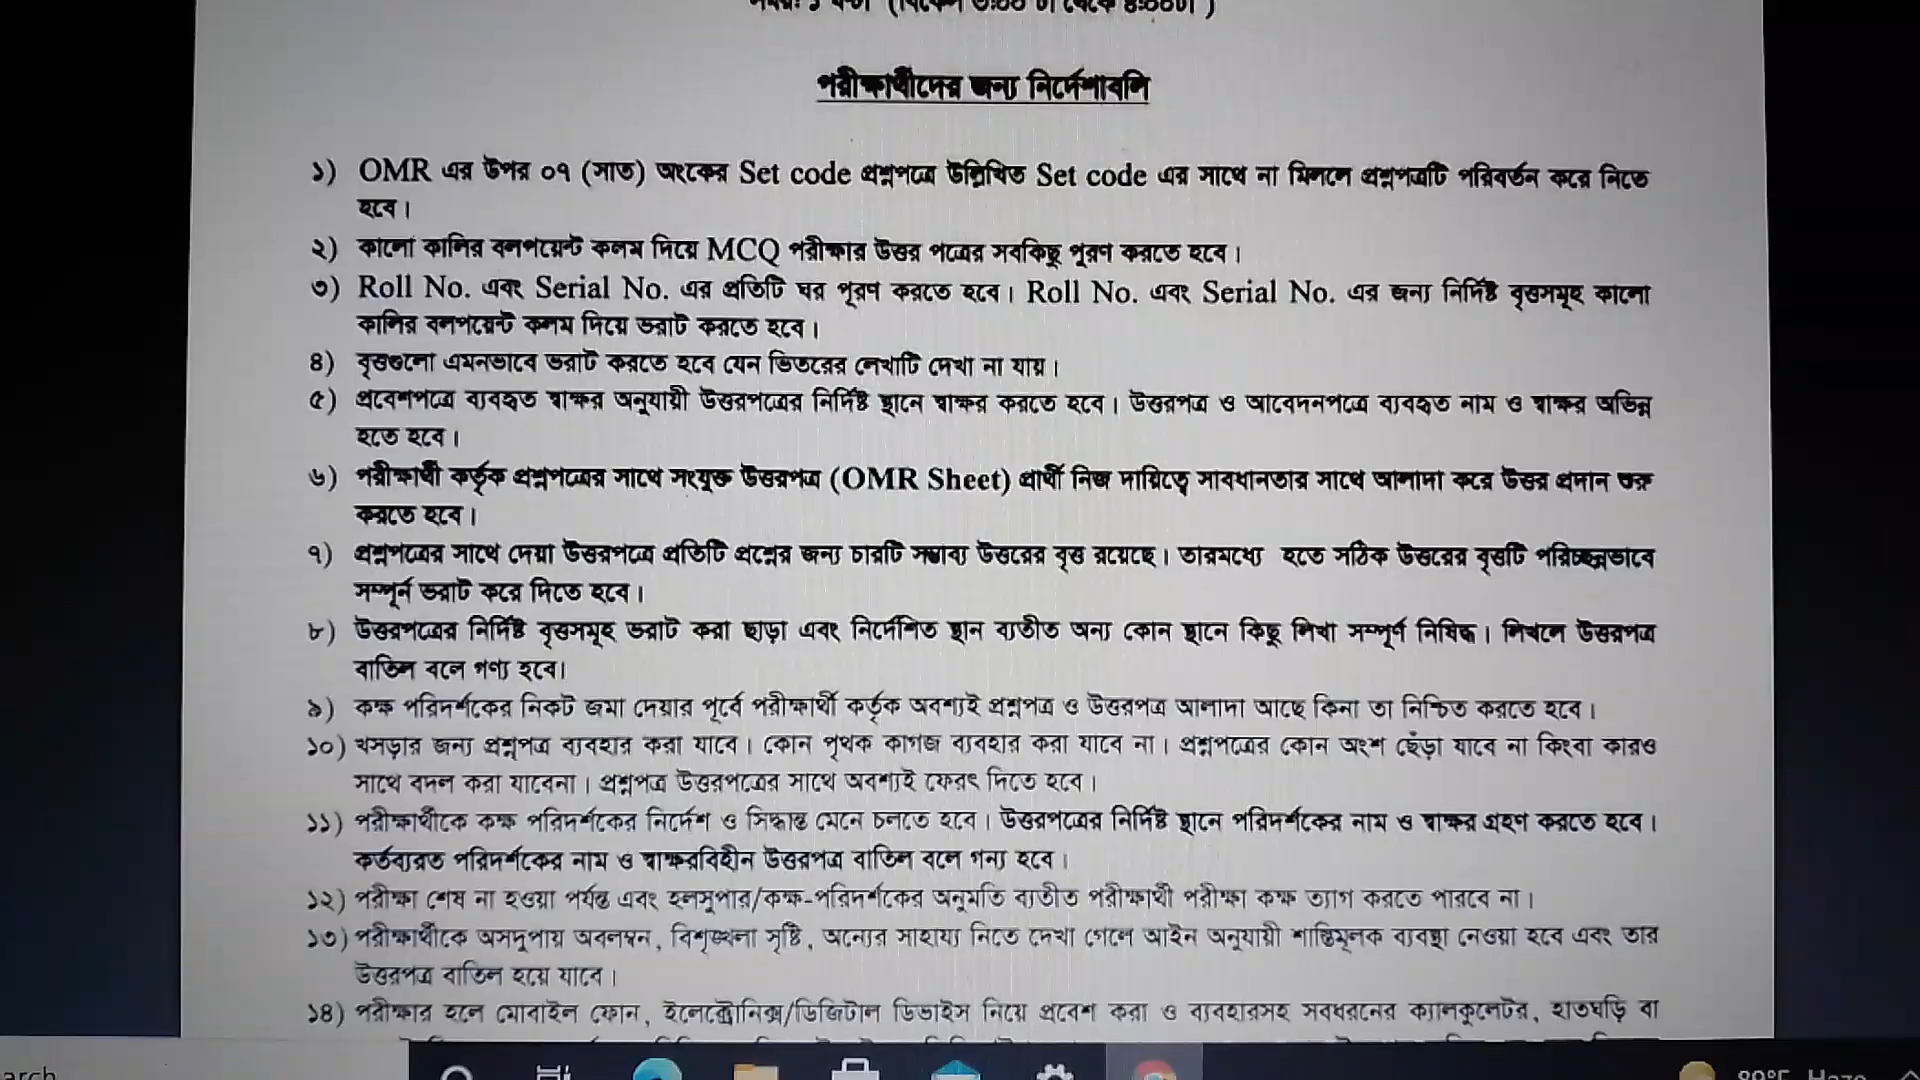 পরীক্ষার্থীদের জন্য নির্দেশাবলি
১) OMR এর উপর ০৭ (সাত) অংকের Set code প্রশ্নপত্রে উল্লিখিত Set code এর সাথে না মিললে প্রশ্নপত্রটি পরিবর্তন করে নিতে
হবে।
২) কালো কালির বলপয়েন্ট কলম দিয়ে MCQ পরীক্ষার উত্তর পত্রের সবকিছু পূরণ করতে হবে।
৩) Roll No. এবং Serial No. এর প্রতিটি ঘর পূরণ করতে হবে। Roll No. এবং Serial No. এর জন্য নির্দিষ্ট বৃত্তসমূহ কালো
কালির বলপয়েন্ট কলম দিয়ে ভরাট করতে হবে।
৪) বৃত্তগুলো এমনভাবে ভরাট করতে হবে যেন ভিতরের লেখাটি দেখা না যায়।
৫) প্রবেশপত্রে ব্যবহৃত স্বাক্ষর অনুযায়ী উত্তরপত্রের নির্দিষ্ট স্থানে স্বাক্ষর করতে হবে। উত্তরপত্র ও আবেদনপত্রে ব্যবহৃত নাম ও স্বাক্ষর অভিন্ন
হতে হবে।
৬) পরীক্ষার্থী কর্তৃক প্রশ্নপত্রের সাথে সংযুক্ত উত্তরপত্র (OMR Sheet) প্রার্থী নিজ দায়িত্বে সাবধানতার সাথে আলাদা করে উত্তর প্রদান শুরু
করতে হবে।
৭) প্রশ্নপত্রের সাথে দেয়া উত্তরপত্রে প্রতিটি প্রশ্নের জন্য চারটি সম্ভাব্য উত্তরের বৃত্ত রয়েছে। তারমধ্যে হতে সঠিক উত্তরের বৃত্তটি পরিচ্ছন্নভাবে
সম্পূর্ন ভরাট করে দিতে হবে।
৮) উত্তরপত্রের নির্দিষ্ট বৃত্তসমূহ ভরাট করা ছাড়া এবং নির্দেশিত স্থান ব্যতীত অন্য কোন স্থানে কিছু লিখা সম্পূর্ণ নিষিদ্ধ। লিখলে উত্তরপত্র
বাতিল বলে গণ্য হবে।
৯) কক্ষ পরিদর্শকের নিকট জমা দেয়ার পূর্বে পরীক্ষার্থী কর্তৃক অবশ্যই প্রশ্নপত্র ও উত্তরপত্র আলাদা আছে কিনা তা নিশ্চিত করতে হবে।
১০) খসড়ার জন্য প্রশ্নপত্র ব্যবহার করা যাবে। কোন পৃথক কাগজ ব্যবহার করা যাবে না। প্রশ্নপত্রের কোন অংশ ছেঁড়া যাবে না কিংবা কারও
সাথে বদল করা যাবেনা। প্রশ্নপত্র উত্তরপত্রের সাথে অবশ্যই ফেরৎ দিতে হবে।
১১) পরীক্ষার্থীকে কক্ষ পরিদর্শকের নির্দেশ ও সিদ্ধান্ত মেনে চলতে হবে। উত্তরপত্রের নির্দিষ্ট স্থানে পরিদর্শকের নাম ও স্বাক্ষর গ্রহণ করতে হবে।
কর্তব্যরত পরিদর্শকের নাম ও স্বাক্ষরবিহীন উত্তরপত্র বাতিল বলে গন্য হবে।
১২) পরীক্ষা শেষ না হওয়া পর্যন্ত এবং হলসুপার/কক্ষ-পরিদর্শকের অনুমতি ব্যতীত পরীক্ষার্থী পরীক্ষা কক্ষ ত্যাগ করতে পারবে না।
১৩) পরীক্ষার্থীকে অসদুপায় অবলম্বন, বিশৃঙ্খলা সৃষ্টি, অন্যের সাহায্য নিতে দেখা গেলে আইন অনুযায়ী শাস্তিমূলক ব্যবস্থা নেওয়া হবে এবং তার
উত্তরপত্র বাতিল হয়ে যাবে।
১৪) পরীক্ষার হলে মোবাইল ফোন, ইলেক্ট্রোনিক্স/ডিজিটাল ডিভাইস নিয়ে প্রবেশ করা ও ব্যবহারসহ সবধরনের ক্যালকুলেটর, হাতঘড়ি বা